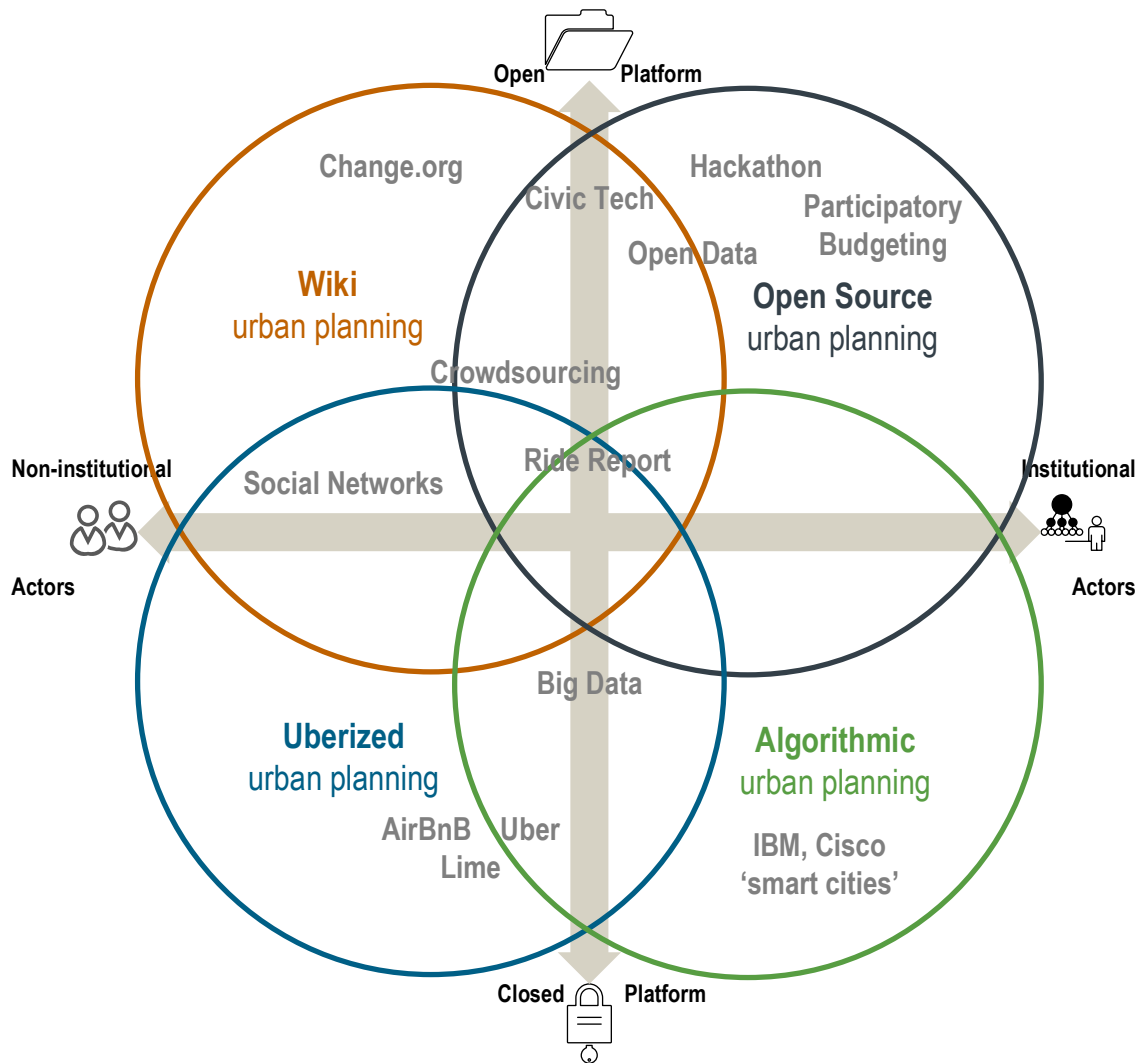 Open Platform
Change.org
Hackathon
Civic Tech
Participatory
Budgeting
Open Data
Wiki
urban planning
Open Source
urban planning
Crowdsourcing
Non-institutional
Actors
Social Networks
Ride Report
Institutional
Actors
Big Data
Uberized
urban planning
Algorithmic
urban planning
AirBnB
Uber
Lime
IBM, Cisco
‘smart cities’
Closed Platform